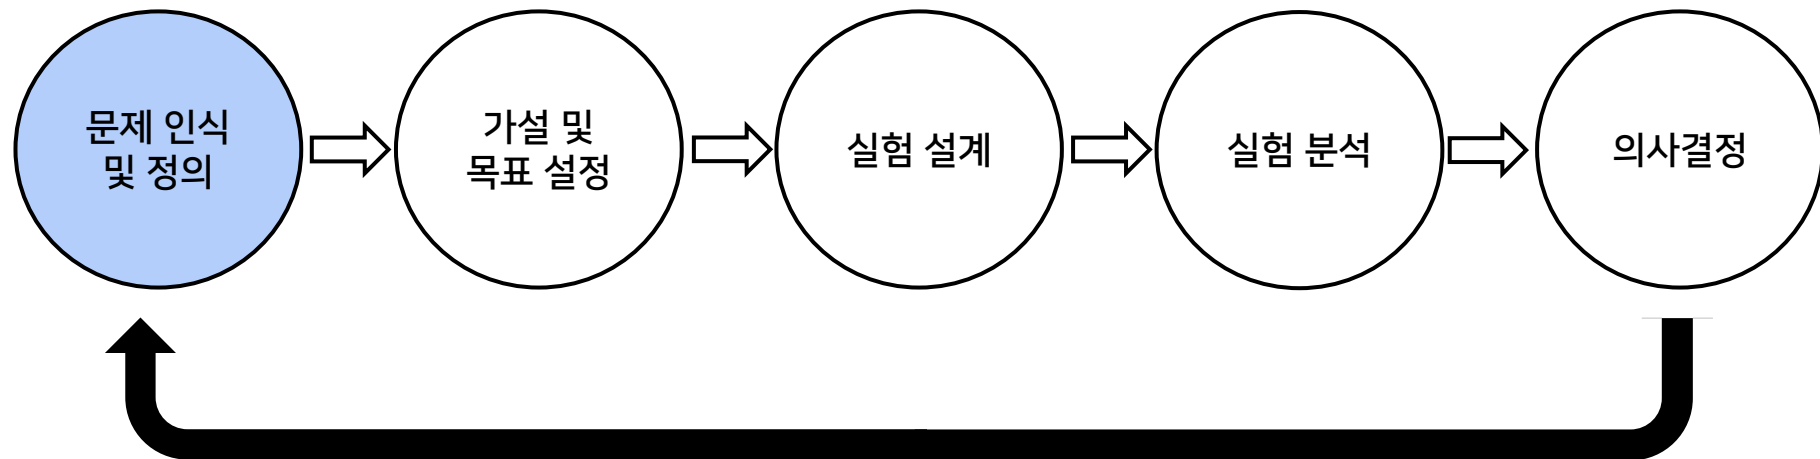 문제 인식
및 정의
가설 및
목표 설정
실험 설계
실험 분석
의사결정